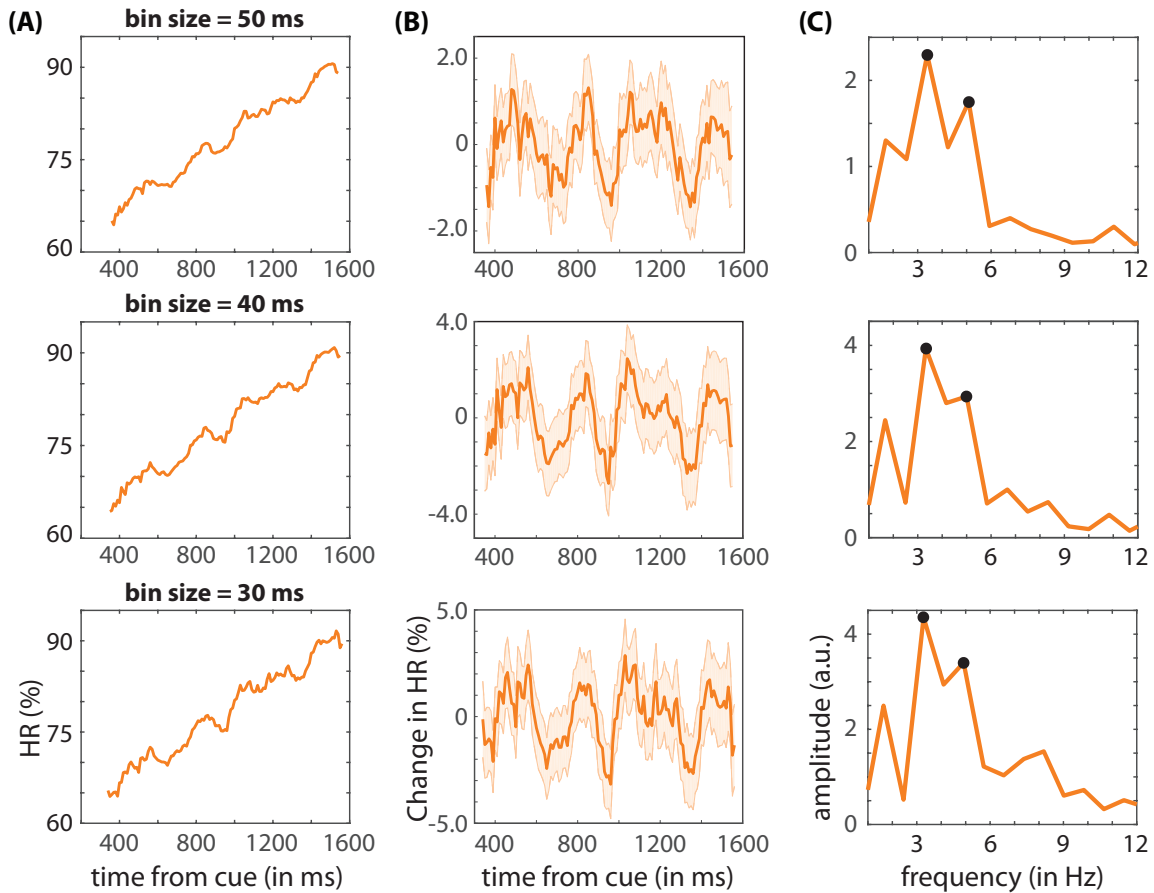 (A) bin size = 50 ms (B) (C)
90
75
60
400 800 1200 1600
2.0
0
-2.0
400 800 1200 1600
2
1
0
3 6 9 12
bin size = 40 ms
90
75
60
400 800 1200 1600
4.0
0
-4.0
400 800 1200 1600
4
2
0
3 6 9 12
bin size = 30 ms
HR (%)
90
75
60
400 800 1200 1600
time from cue (in ms)
Change in HR (%)
5.0
0
-5.0
400 800 1200 1600
time from cue (in ms)
amplitude (a.u.)
4
2
0
3 6 9 12
frequency (in Hz)